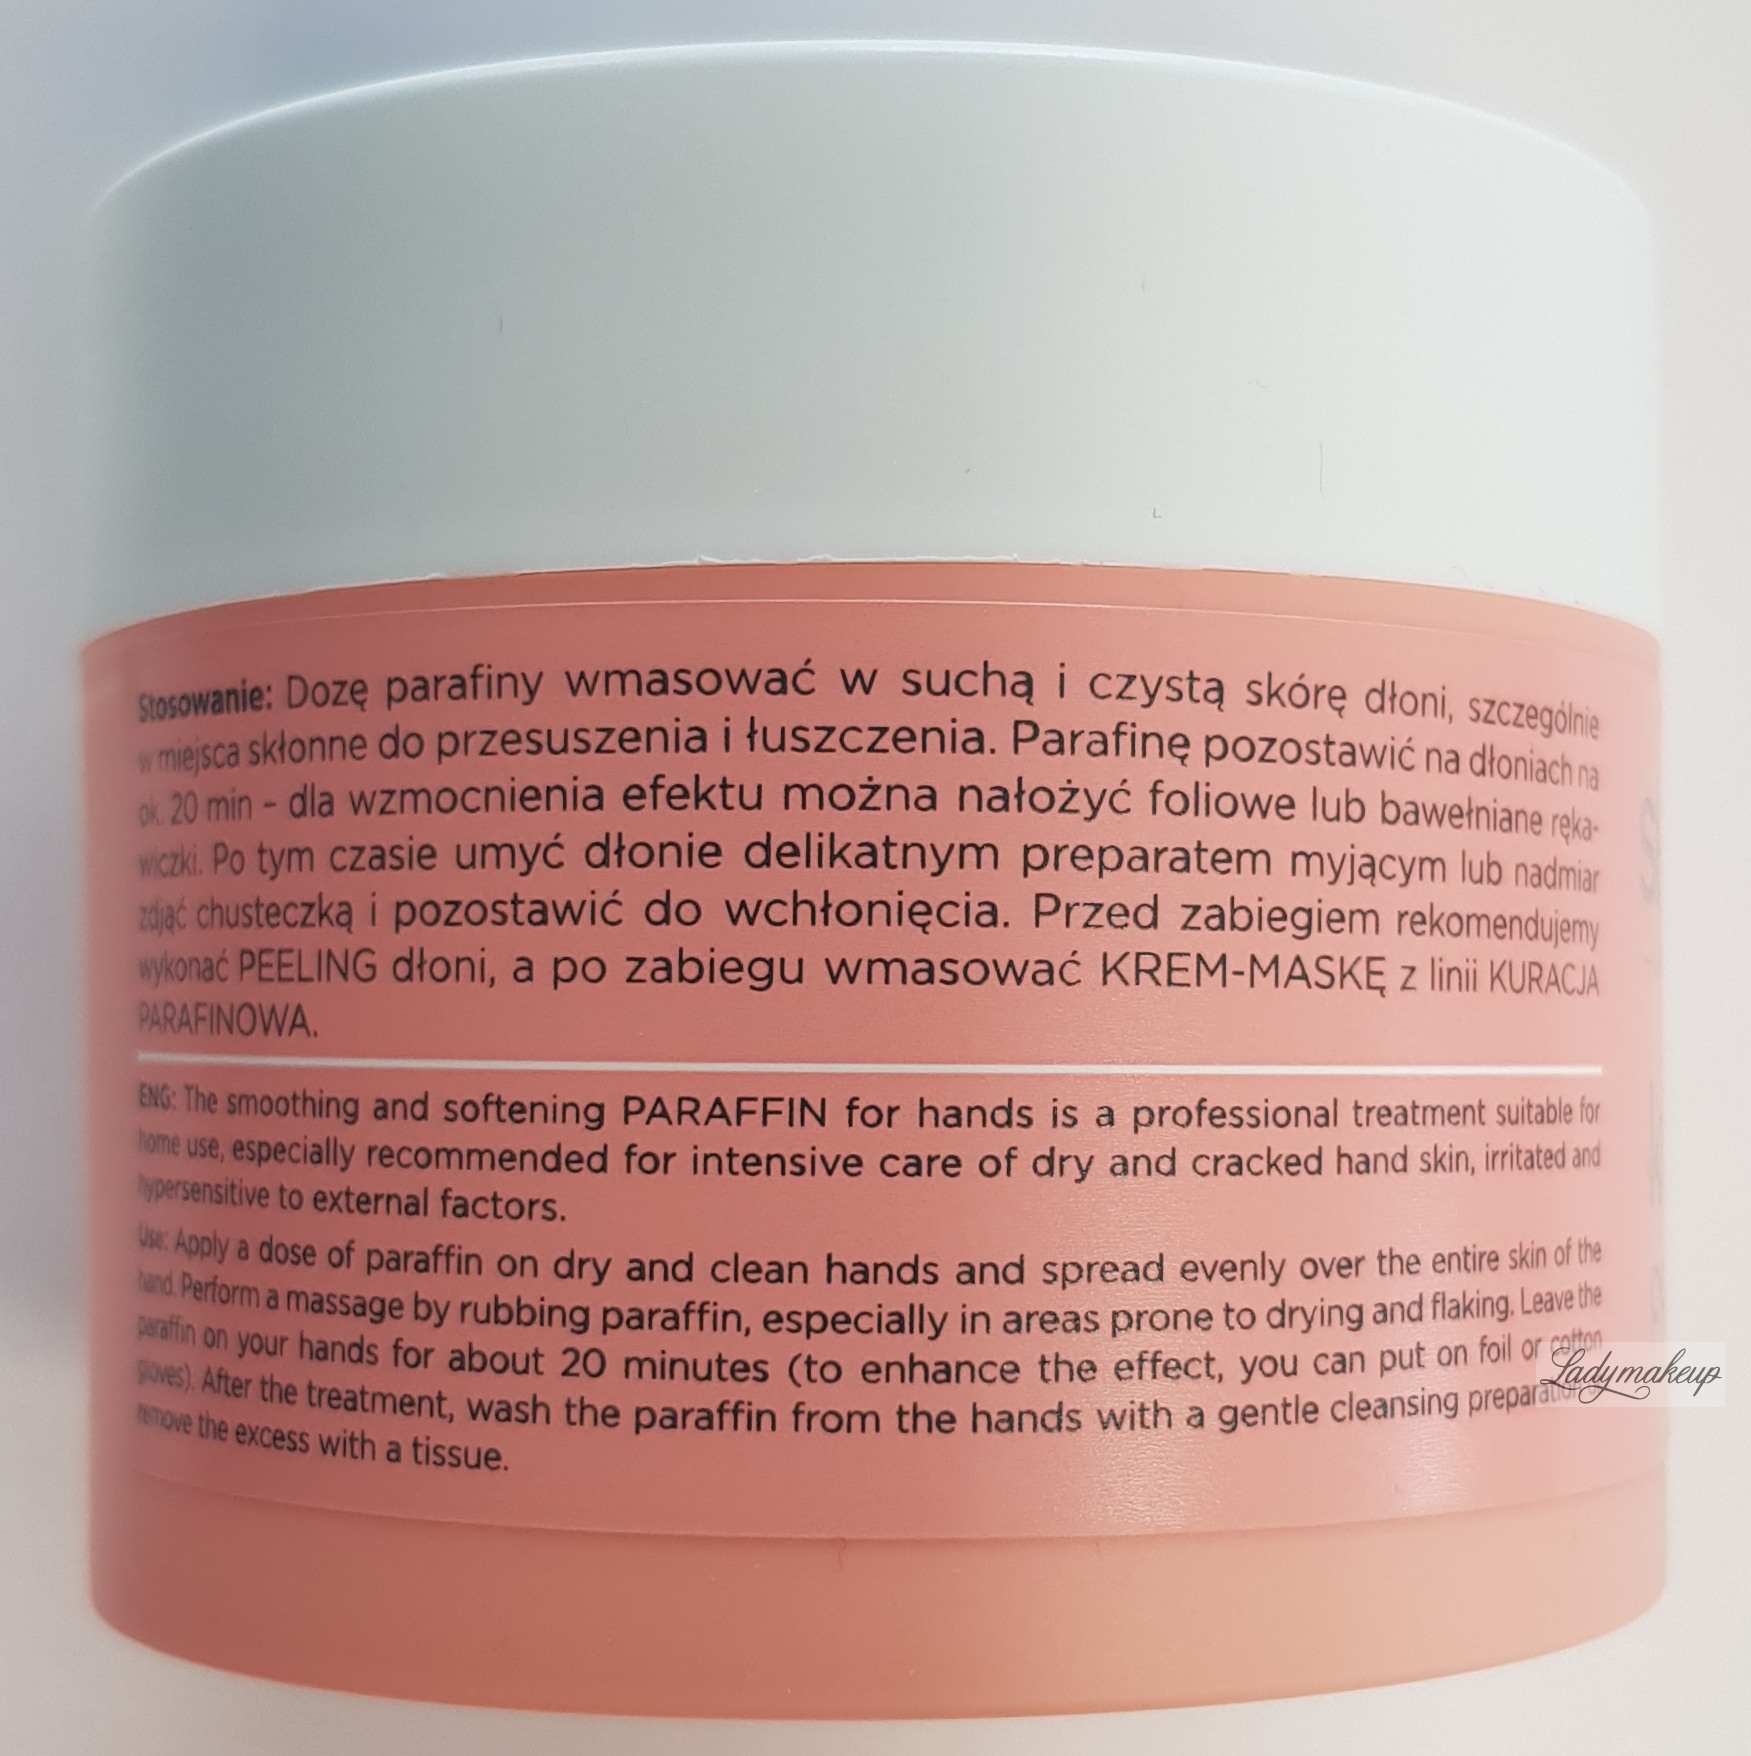 Stosowanie: Dozę parafiny wmasować w suchą i czystą skórę dłoni, szczególnie
w miejsca skłonne do przesuszenia i łuszczenia. Parafinę pozostawić na dłoniach na
ok. 20 min - dla wzmocnienia efektu można nałożyć foliowe lub bawełniane ręka-
wiczki. Po tym czasie umyć dłonie delikatnym preparatem myjącym lub nadmiar
zdjąć chusteczką i pozostawić do wchłonięcia. Przed zabiegiem rekomendujemy
wykonać PEELING dłoni, a po zabiegu wmasować KREM-MASKĘ z linii KURACJA
PARAFINOWA.
ENG: The smoothing and softening PARAFFIN for hands is a professional treatment suitable for
home use, especially recommended for intensive care of dry and cracked hand skin, irritated and
hypersensitive to external factors.
Use: Apply a dose of paraffin on dry and clean hands and spread evenly over the entire skin of the
hand. Perform a massage by rubbing paraffin, especially in areas prone to drying and flaking. Leave the
paraffin on your hands for about 20 minutes (to enhance the effect, you can put on foil or cotton
gloves). After the treatment, wash the paraffin from the hands with a gentle cleansing preparation
remove the excess with a tissue.
Ladymakeup